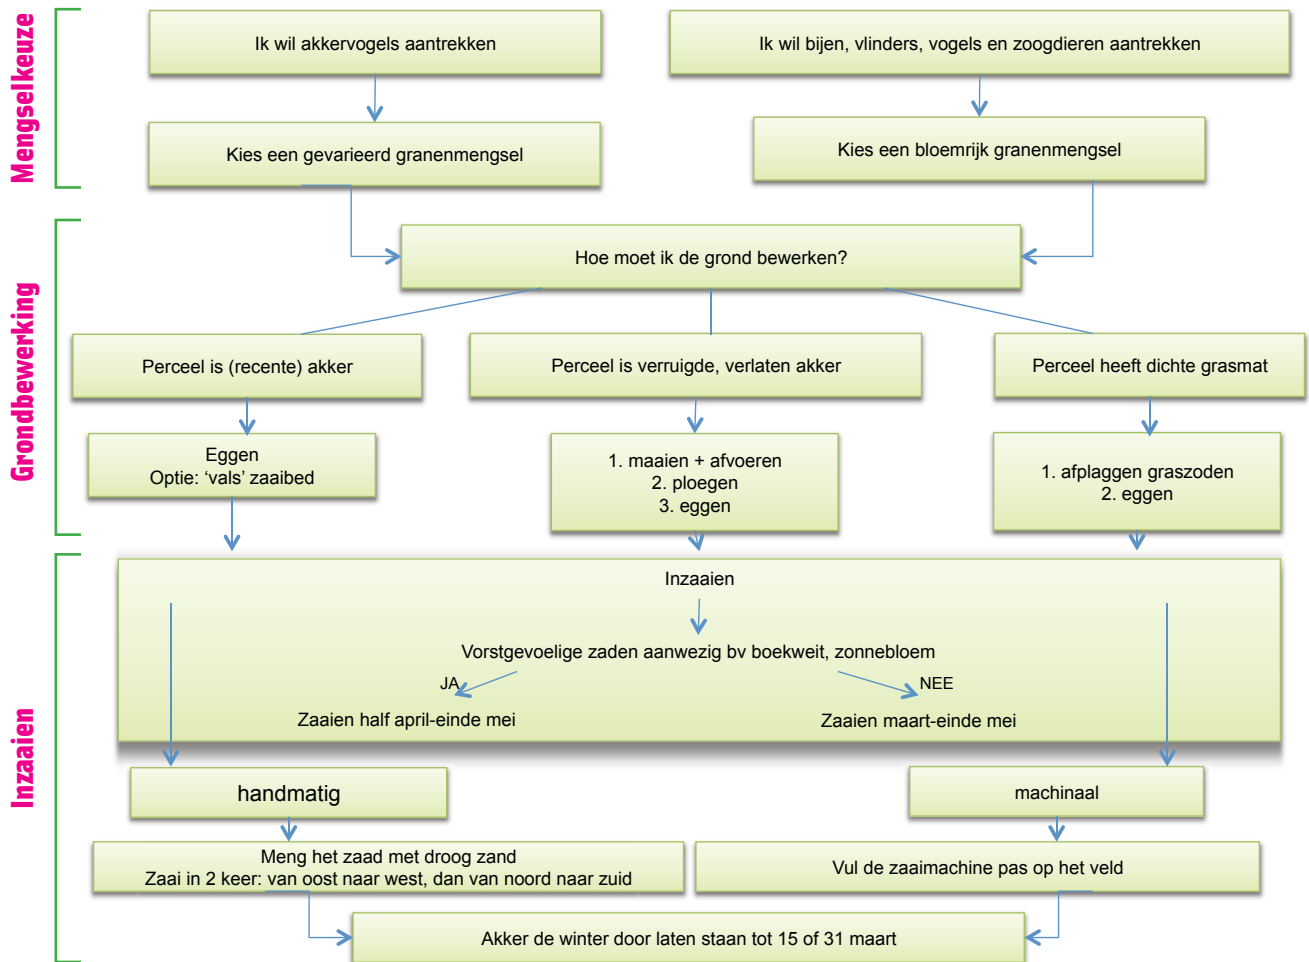 Mengselkeuze
Ik wil akkervogels aantrekken
Ik wil bijen, vlinders, vogels en zoogdieren aantrekken
Kies een gevarieerd granenmengsel
Kies een bloemrijk granenmengsel
Grondbewerking
Hoe moet ik de grond bewerken?
Perceel is (recente) akker
Perceel is verruigde, verlaten akker
Perceel heeft dichte grasmat
Eggen
Optie: ‘vals’ zaaibed
1. maaien + afvoeren
2. ploegen
3. eggen
1. afplaggen graszoden
2. eggen
Inzaaien
Inzaaien
Vorstgevoelige zaden aanwezig bv boekweit, zonnebloem
JA
NEE
Zaaien half april-einde mei
Zaaien maart-einde mei
handmatig
machinaal
Meng het zaad met droog zand
Zaai in 2 keer: van oost naar west, dan van noord naar zuid
Vul de zaaimachine pas op het veld
Akker de winter door laten staan tot 15 of 31 maart